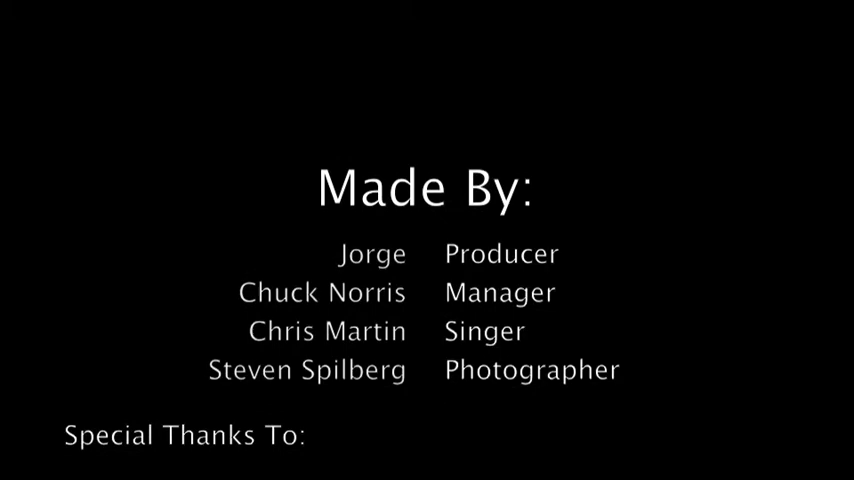 Made By:
Jorge Producer
Chuck Norris Manager
Chris Martin Singer
Steven Spilberg Photographer
Special Thanks To: